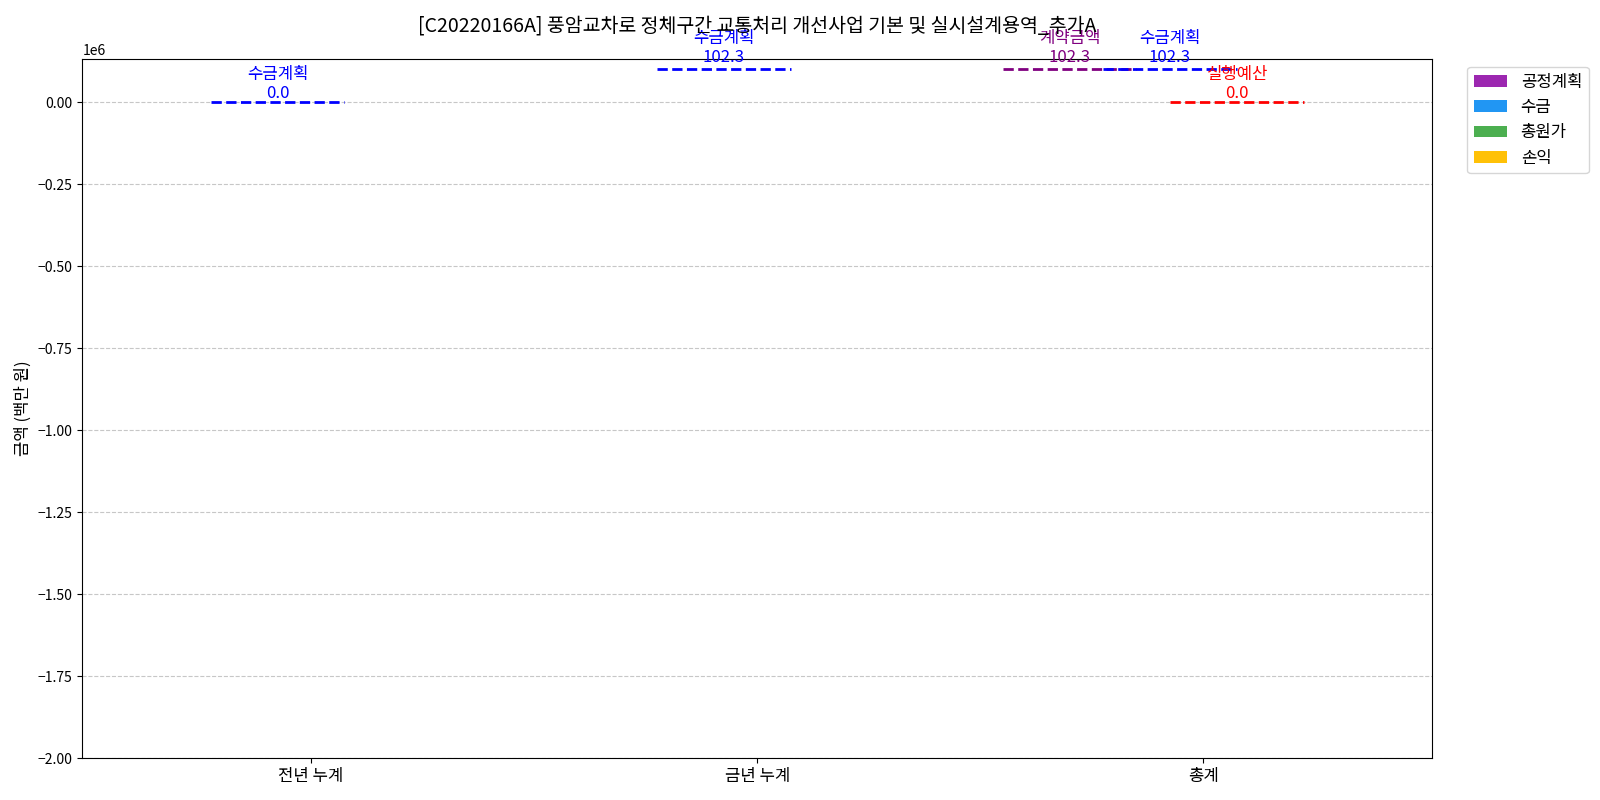 [C20220166A] 풍암교차로 정체구간 교통처리 개선사업 기본 및 실시설계용역_추가A
1e6
수금계획
0.0
수금계획
102.3
계약금액
102.3
수금계획
102.3
실행예산
0.0
공정계획
수금
총원가
손익
금액 (백만 원)
0.00
−0.25
−0.50
−0.75
−1.00
−1.25
−1.50
−1.75
−2.00
전년 누계
금년 누계
총계